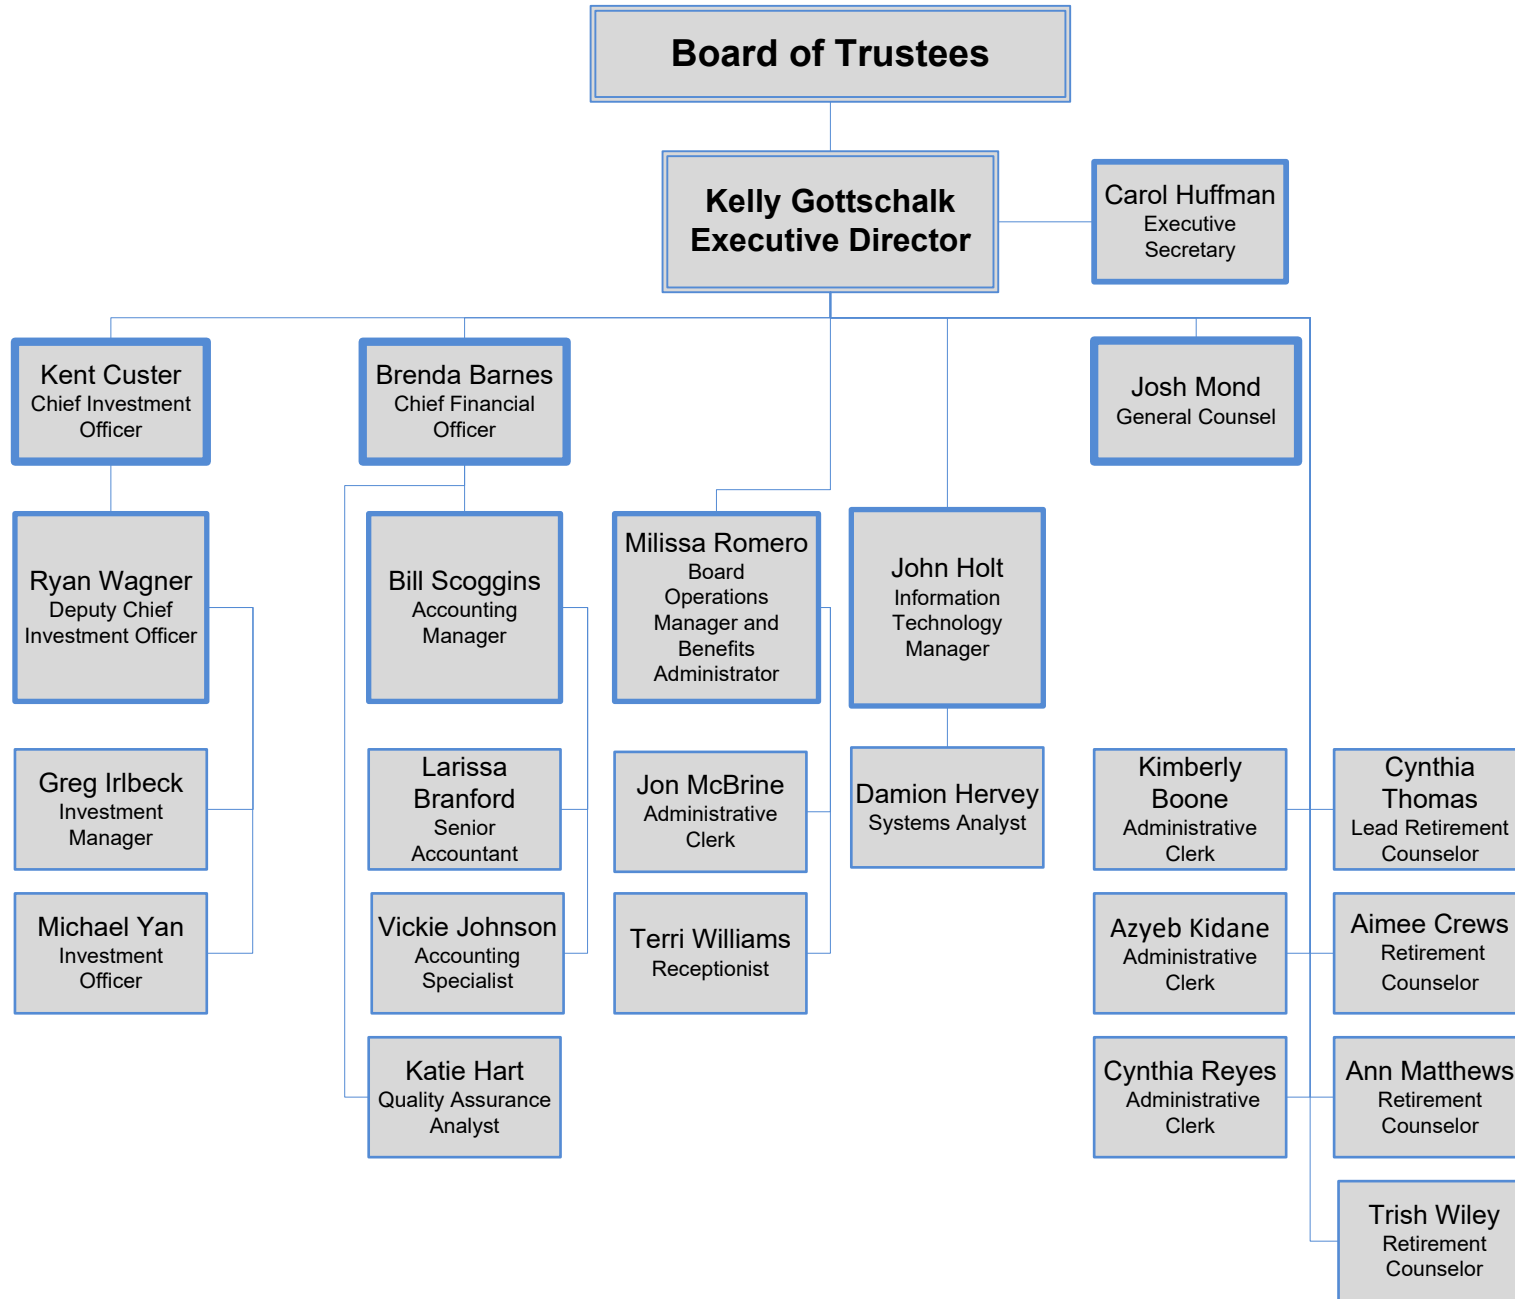 Board of Trustees
Kelly Gottschalk
Executive Director
Carol Huffman
Executive
Secretary
Kent Custer
Chief Investment
Officer
Brenda Barnes
Chief Financial
Officer
Josh Mond
General Counsel
Ryan Wagner
Deputy Chief
Investment Officer
Bill Scoggins
Accounting
Manager
Milissa Romero
Board
Operations
Manager and
Benefits
Administrator
John Holt
Information
Technology
Manager
Greg Irlbeck
Investment
Manager
Larissa
Branford
Senior
Accountant
Jon McBrine
Administrative
Clerk
Damion Hervey
Systems Analyst
Kimberly
Boone
Administrative
Clerk
Cynthia
Thomas
Lead Retirement
Counselor
Michael Yan
Investment
Officer
Vickie Johnson
Accounting
Specialist
Terri Williams
Receptionist
Azyeb Kidane
Administrative
Clerk
Aimee Crews
Retirement
Counselor
Katie Hart
Quality Assurance
Analyst
Cynthia Reyes
Administrative
Clerk
Ann Matthews
Retirement
Counselor
Trish Wiley
Retirement
Counselor